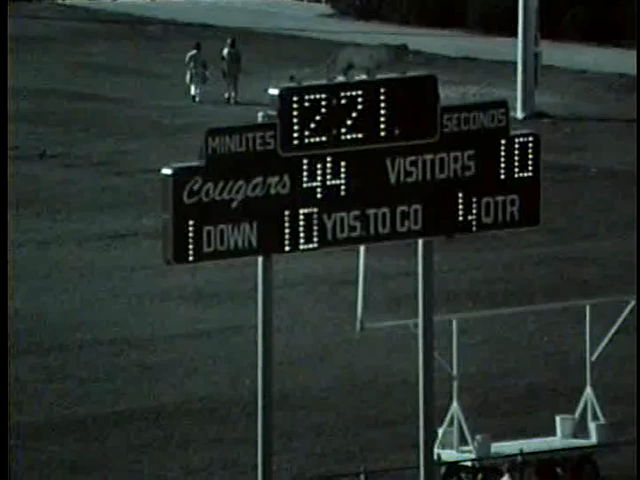 12:21
MINUTES SECONDS
Cougars 44 VISITORS 10
1 DOWN 10 YDS. TO GO 4 QTR